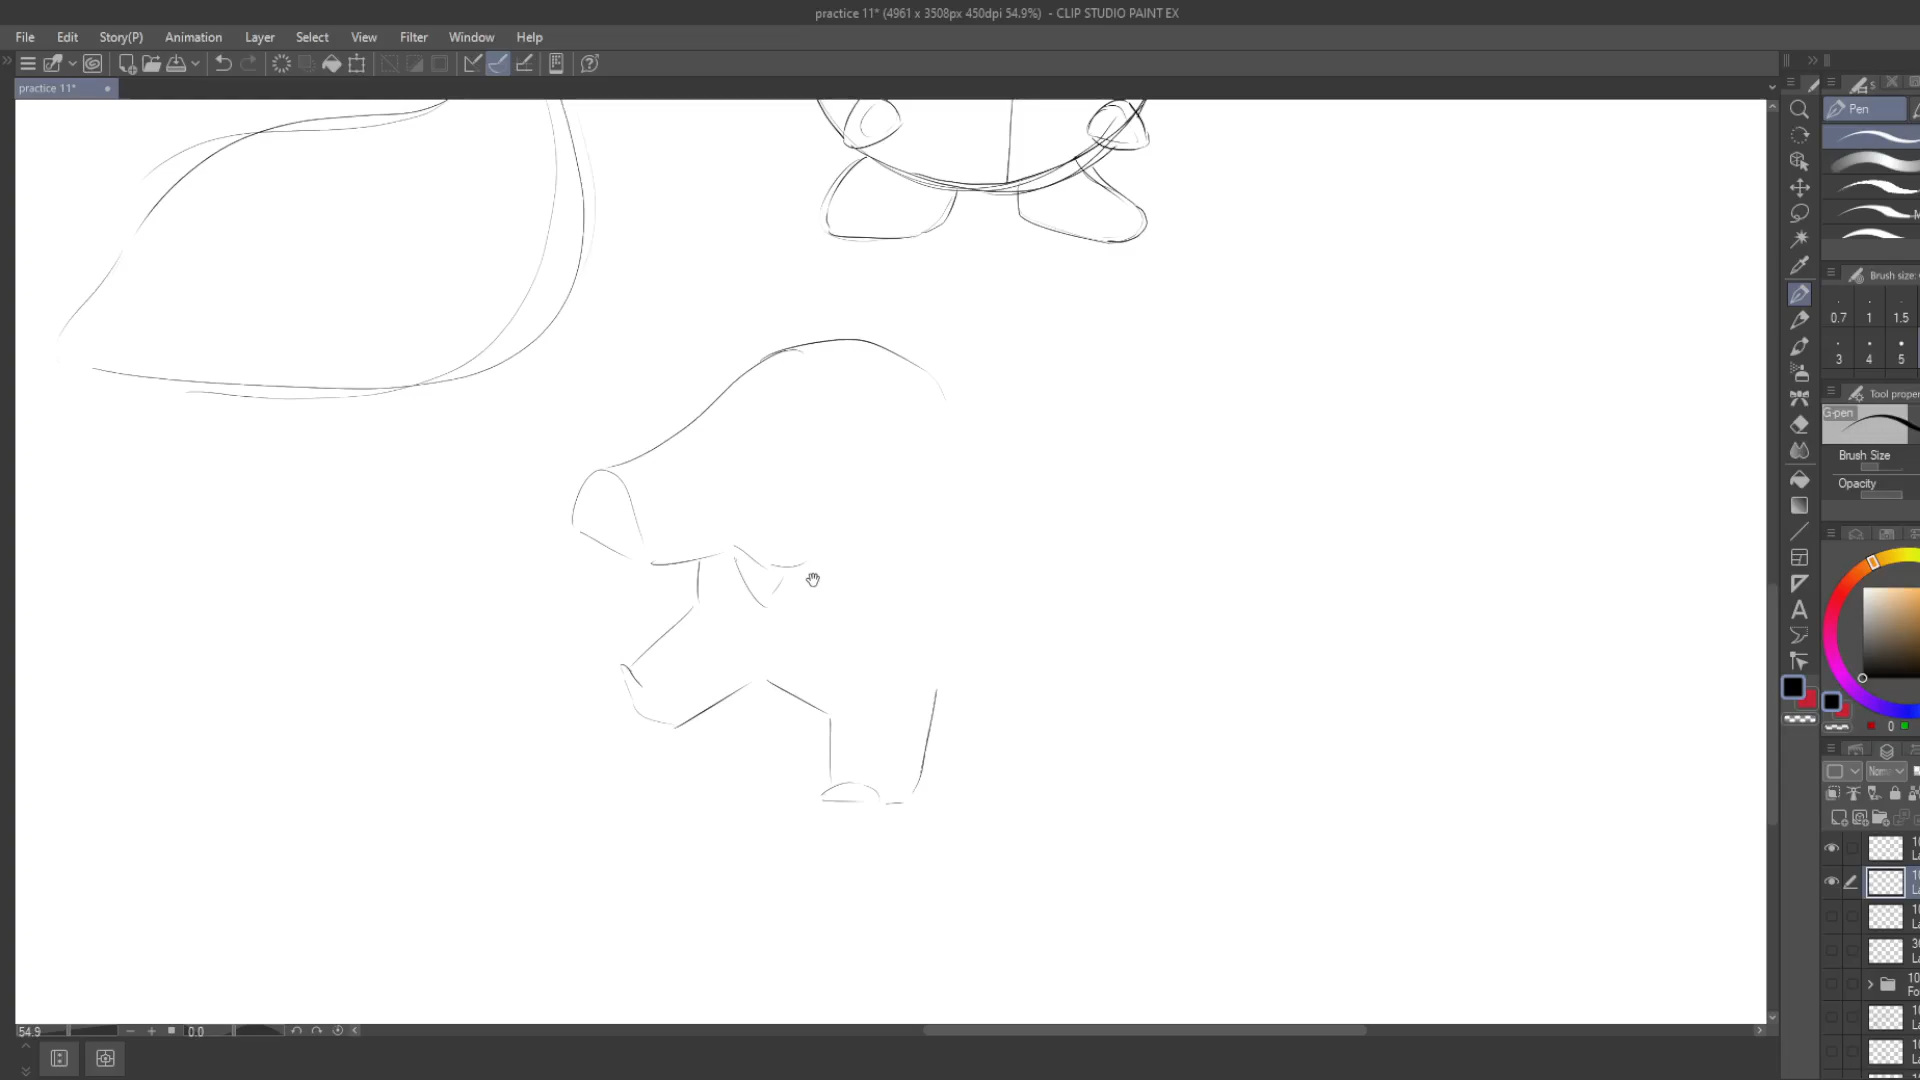 practice 11* (4961 x 3508px 450dpi 54.9%) - CLIP STUDIO PAINT EX
File Edit Story(P) Animation Layer Select View Filter Window Help
practice 11*
Pen
Brush size:
0.7 1 1.5
3 4 5
Tool proper
G-pen
Brush Size
Opacity
0
Norm
54.9
0.0